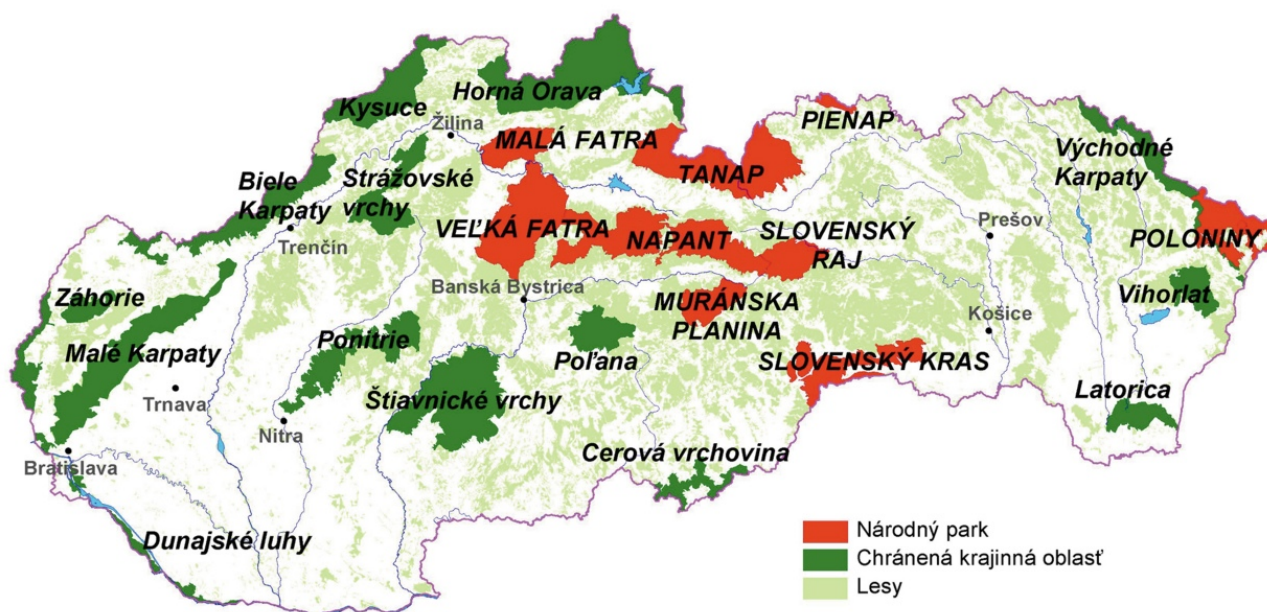 Kysuce
Horná Orava
Žilina
MALÁ FATRA
PIENAP
TANAP
Východné
Karpaty
Biele
Karpaty
Strážovské
vrchy
Trenčín
VEĽKÁ FATRA
NAPANT
SLOVENSKÝ
RAJ
Prešov
POLONINY
Banská Bystrica
MURÁNSKA
PLANINA
Vihorlat
Záhorie
Malé Karpaty
Ponitrie
Poľana
Košice
SLOVENSKÝ KRAS
Trnava
Štiavnické vrchy
Latorica
Nitra
Bratislava
Cerová vrchovina
Dunajské luhy
Národný park
Chránená krajinná oblasť
Lesy